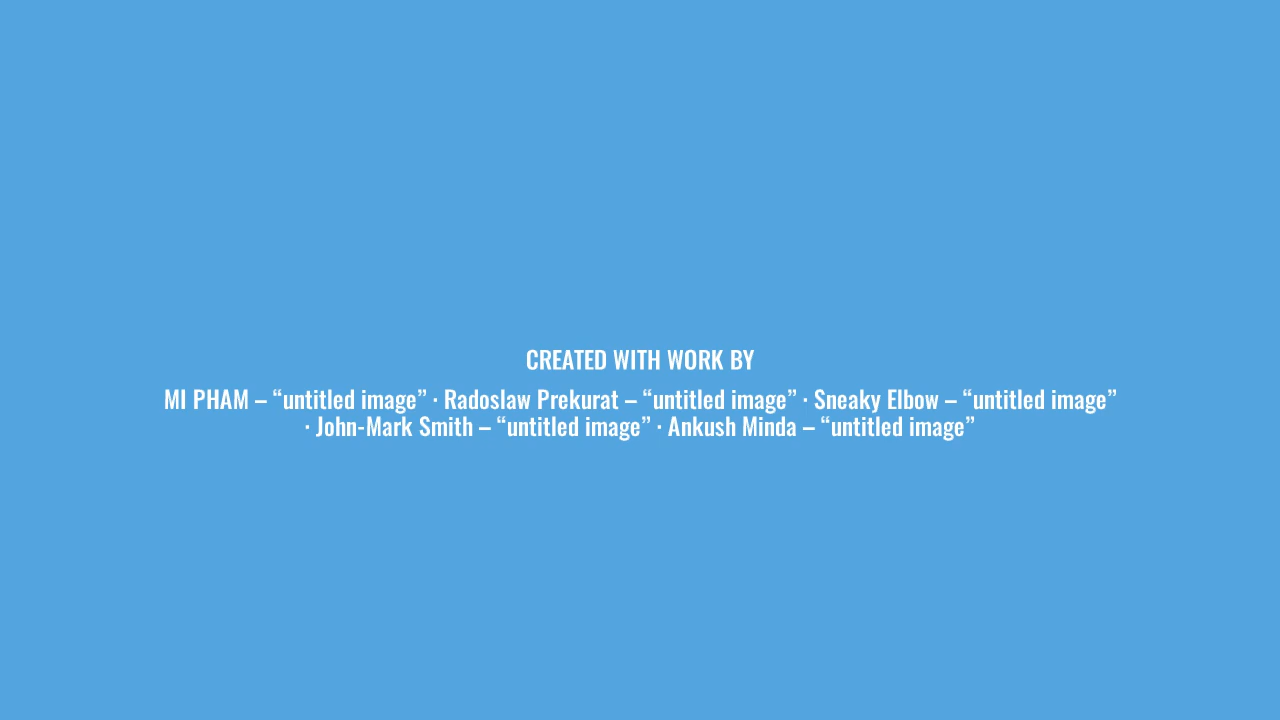 CREATED WITH WORK BY
MI PHAM – “untitled image” · Radoslaw Prekurat – “untitled image” · Sneaky Elbow – “untitled image”
· John-Mark Smith – “untitled image” · Ankush Minda – “untitled image”